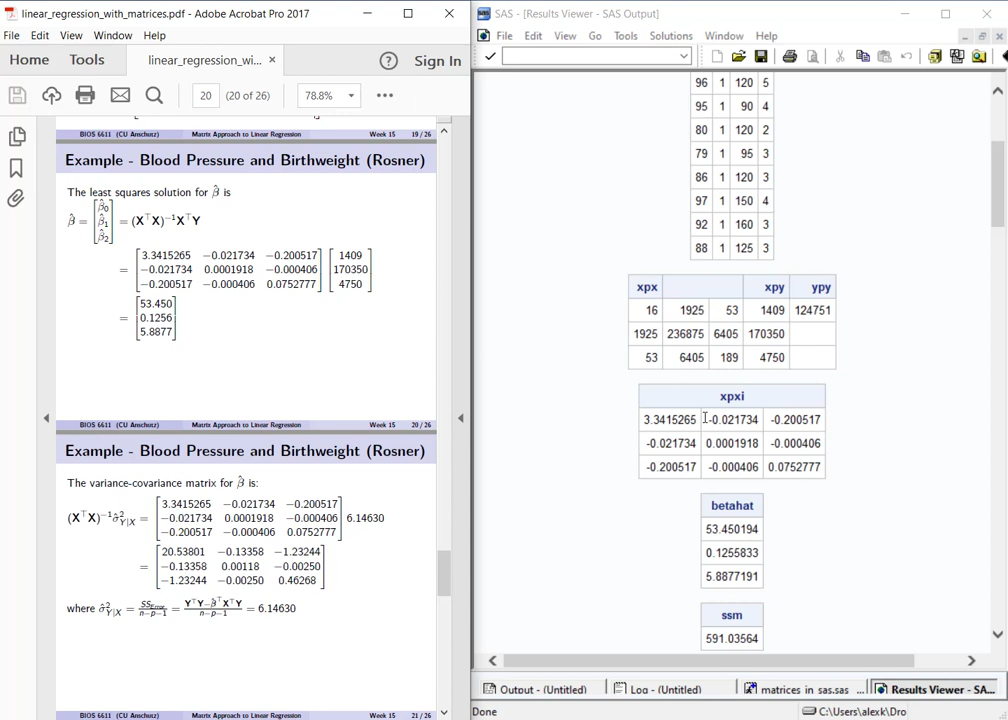 linear_regression_with_matrices.pdf - Adobe Acrobat Pro 2017
File Edit View Window Help
Home Tools linear_regression_wi... × Sign In
20 (20 of 26) 78.8%
BIOS 6611 (CU Anschutz) Matrix Approach to Linear Regression Week 15 19 / 26
Example - Blood Pressure and Birthweight (Rosner)
The least squares solution for β̂ is
β̂ = [β̂₀ β̂₁ β̂₂] = (X⊤X)⁻¹X⊤Y
3.3415265 −0.021734 −0.200517 1409
= −0.021734 0.0001918 −0.000406 170350
−0.200517 −0.000406 0.0752777 4750
53.450
= 0.1256
5.8877
BIOS 6611 (CU Anschutz) Matrix Approach to Linear Regression Week 15 20 / 26
Example - Blood Pressure and Birthweight (Rosner)
The variance-covariance matrix for β̂ is:
3.3415265 −0.021734 −0.200517
(X⊤X)⁻¹σ̂²Y|X = −0.021734 0.0001918 −0.000406 6.14630
−0.200517 −0.000406 0.0752777
20.53801 −0.13358 −1.23244
= −0.13358 0.00118 −0.00250
−1.23244 −0.00250 0.46268
where σ̂²Y|X = SSError/n−p−1 = Y⊤Y−β̂⊤X⊤Y/n−p−1 = 6.14630
BIOS 6611 (CU Anschutz) Matrix Approach to Linear Regression Week 15 21 / 26
SAS - [Results Viewer - SAS Output]
File Edit View Go Tools Solutions Window Help
96 1 120 5
95 1 90 4
80 1 120 2
79 1 95 3
86 1 120 3
97 1 150 4
92 1 160 3
88 1 125 3
xpx xpy ypy
16 1925 53 1409 124751
1925 236875 6405 170350
53 6405 189 4750
xpxi
3.3415265 -0.021734 -0.200517
-0.021734 0.0001918 -0.000406
-0.200517 -0.000406 0.0752777
betahat
53.450194
0.1255833
5.8877191
ssm
591.03564
Output - (Untitled) Log - (Untitled) matrices in sas.sas ... Results Viewer - SA...
Done C:\Users\alexk\Dro